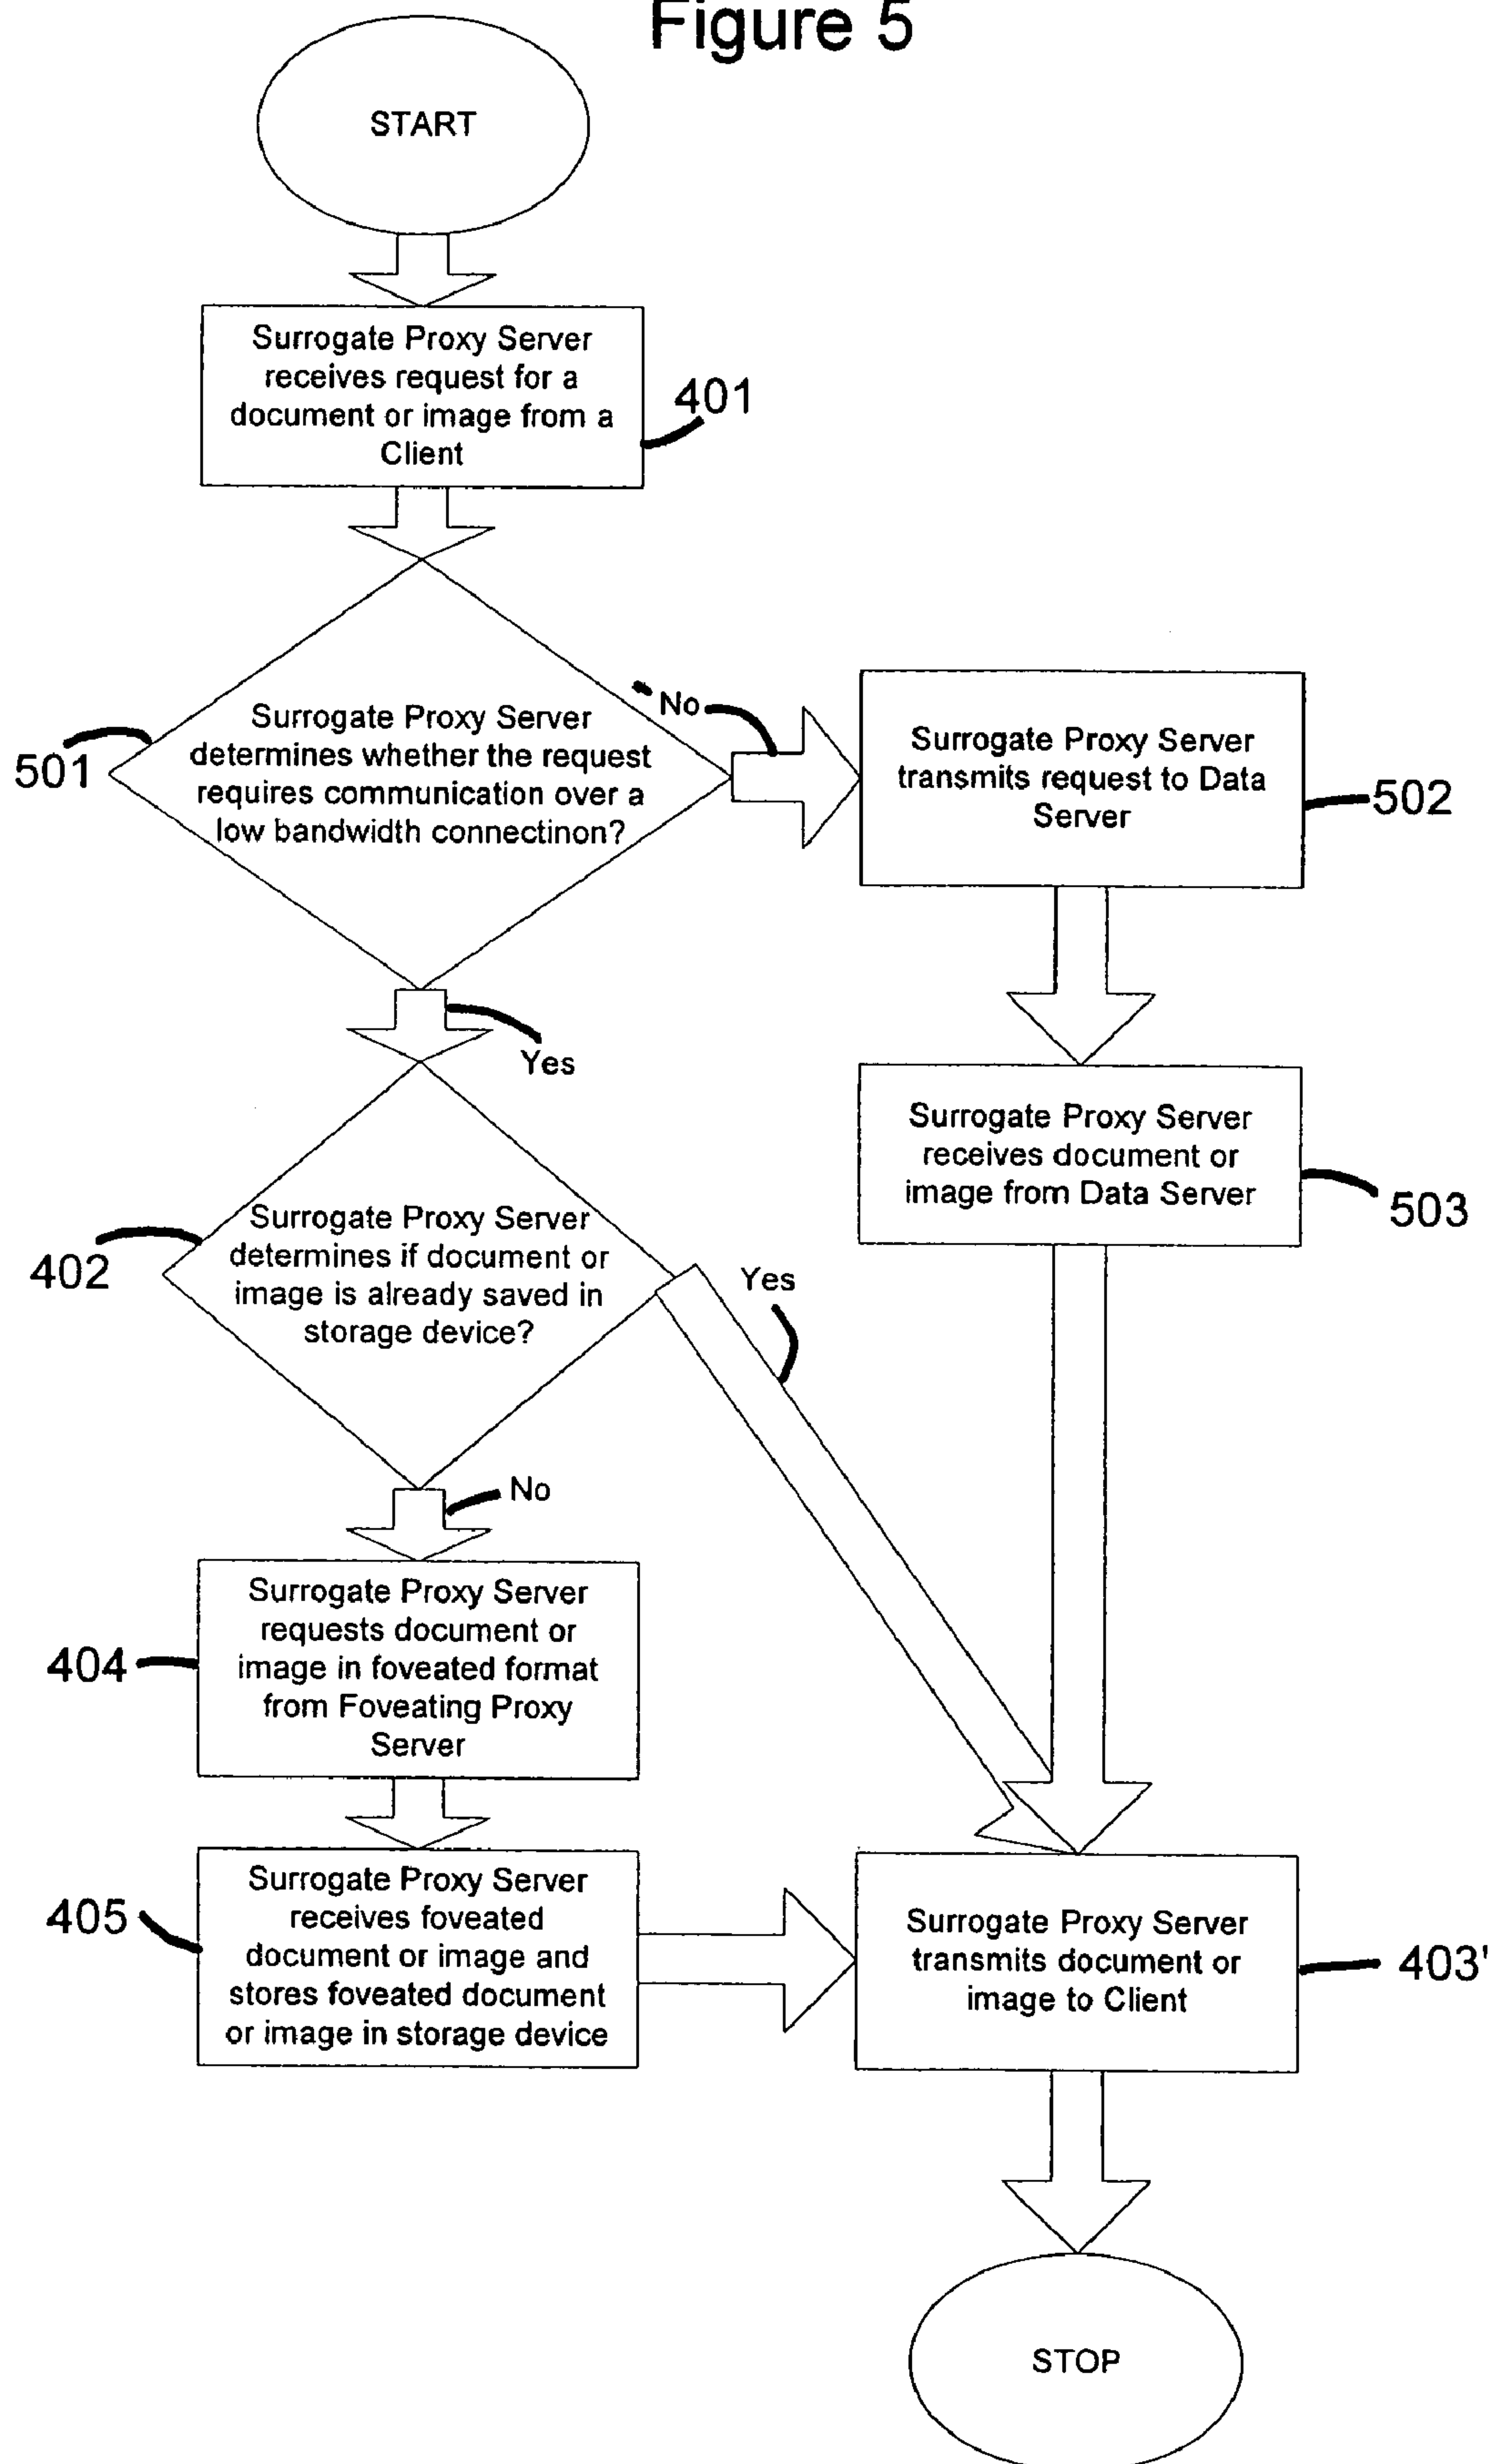 Figure 5
START
Surrogate Proxy Server
receives request for a
document or image from a
Client
401
Surrogate Proxy Server
determines whether the request
requires communication over a
low bandwidth connectinon?
501
No
Surrogate Proxy Server
transmits request to Data
Server
502
Yes
Surrogate Proxy Server
receives document or
image from Data Server
503
Surrogate Proxy Server
determines if document or
image is already saved in
storage device?
402
Yes
No
Surrogate Proxy Server
requests document or
image in foveated format
from Foveating Proxy
Server
404
Surrogate Proxy Server
receives foveated
document or image and
stores foveated document
or image in storage device
405
Surrogate Proxy Server
transmits document or
image to Client
403'
STOP